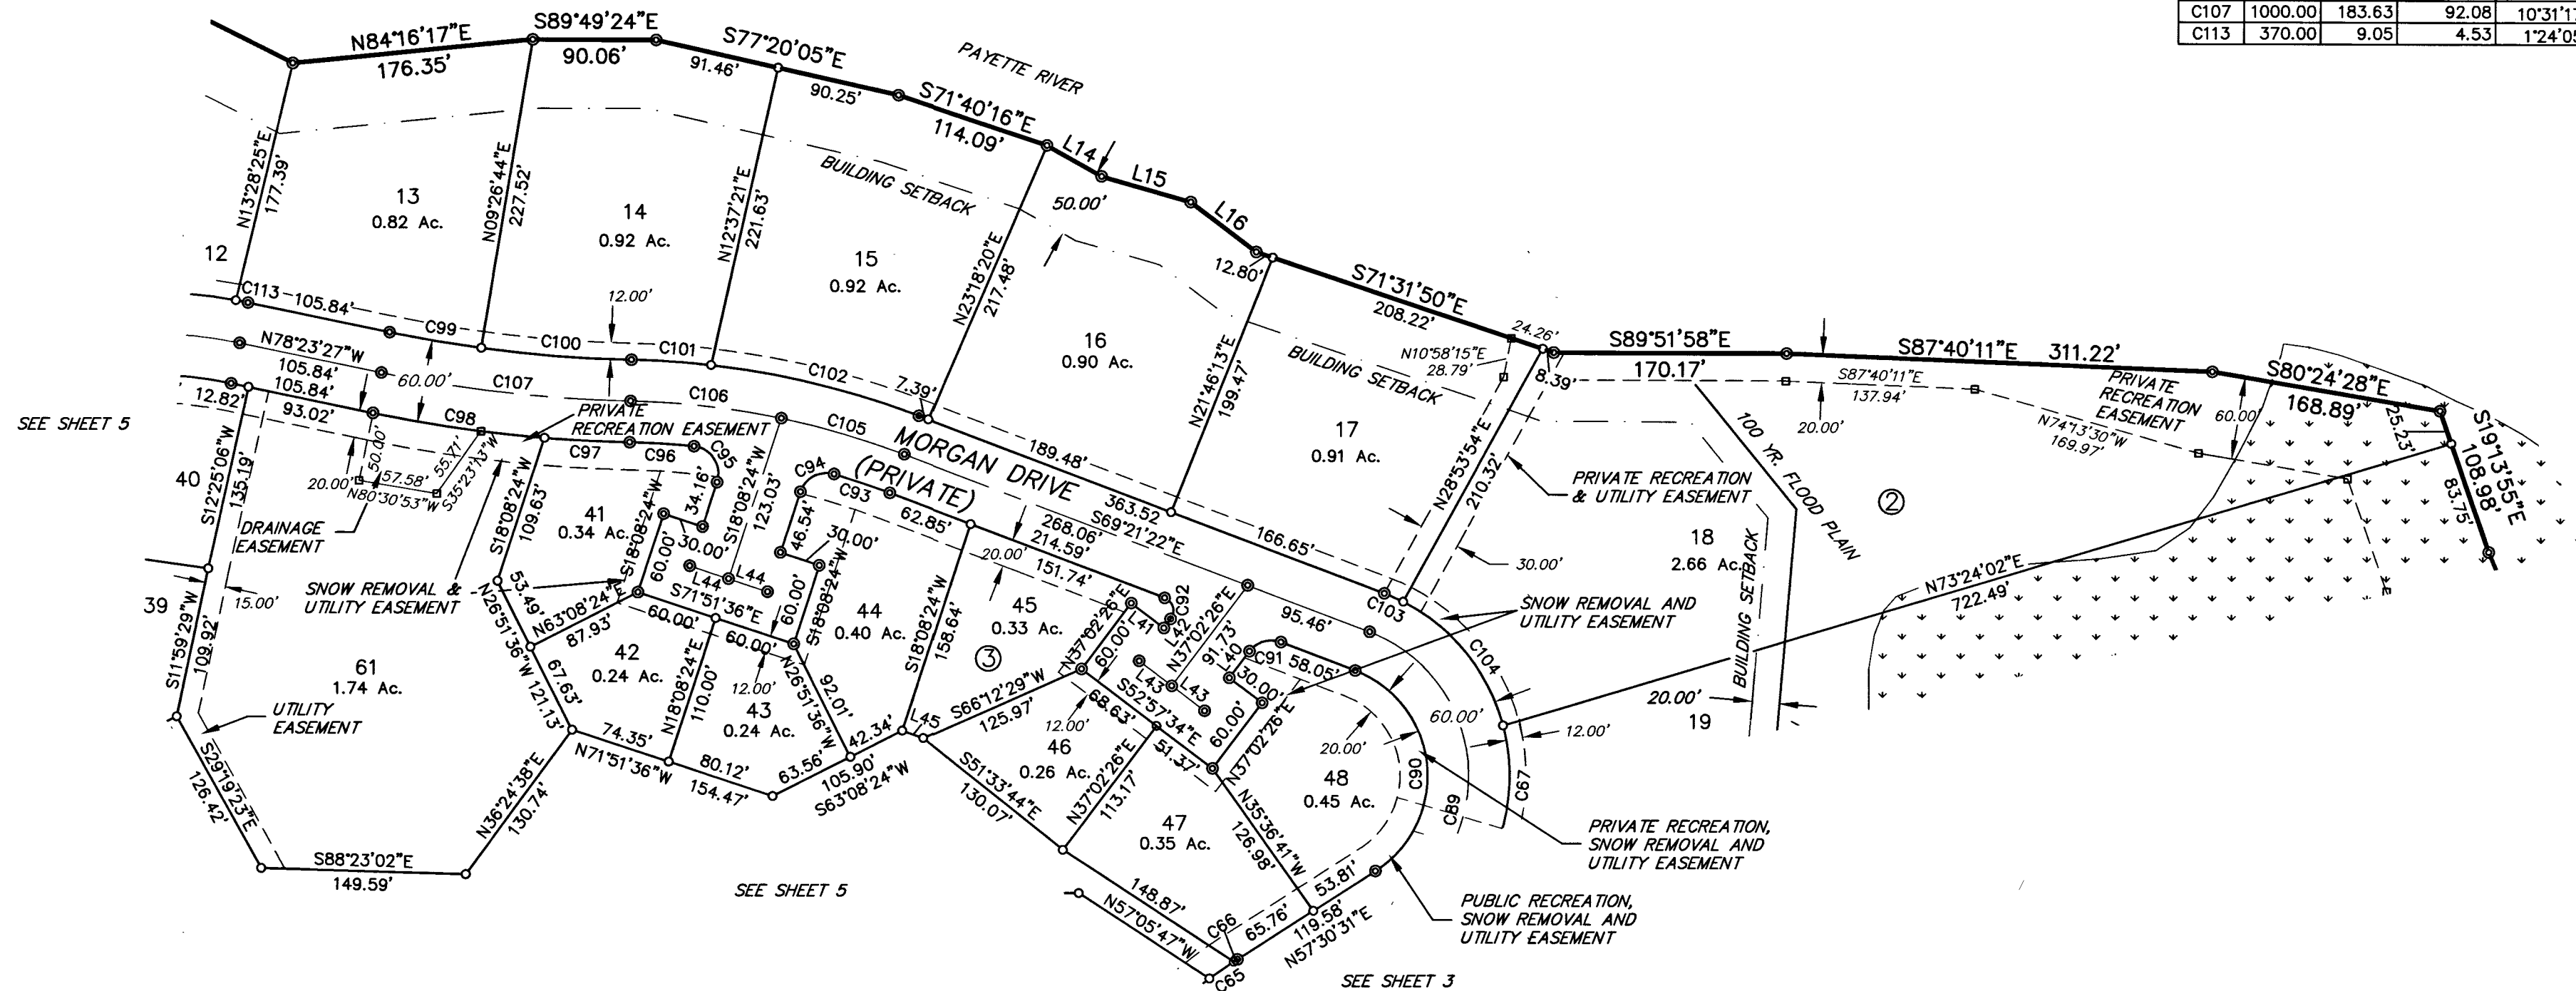 C107 1000.00 183.63 92.08
C113 370.00 9.05 4.53
N84°16'17"E
176.35'
S89°49'24"E
90.06'
S77°20'05"E
91.46'
90.25'
PAYETTE RIVER
S71°40'16"E
114.09'
L14
L15
L16
50.00'
12.80'
S71°31'50"E
208.22'
24.26'
8.39'
S89°51'58"E
170.17'
S87°40'11"E 311.22'
S80°24'28"E
168.89'
25.23'
S19°13'55"E
108.98'
83.75'
N13°28'25"E
177.39'
13
0.82 Ac.
N09°26'44"E
227.52'
14
0.92 Ac.
N12°37'21"E
221.63'
BUILDING SETBACK
15
0.92 Ac.
N23°18'20"E
217.48'
16
0.90 Ac.
N21°46'13"E
199.47'
BUILDING SETBACK
N10°58'15"E
28.79'
17
0.91 Ac.
N28°53'54"E
210.32'
S87°40'11"E
137.94'
20.00'
PRIVATE
RECREATION
EASEMENT
N74°13'30"W
169.97'
60.00'
100 YR. FLOOD PLAIN
②
PRIVATE RECREATION
& UTILITY EASEMENT
30.00'
18
2.66 Ac.
BUILDING SETBACK
N73°24'02"E
722.49'
20.00'
19
12
C113
105.84'
C99
C100
12.00'
C101
C102
7.39'
189.48'
363.52
166.65'
C103
C104
N78°23'27"W
105.84'
60.00'
C107
C106
C105
MORGAN DRIVE
(PRIVATE)
268.06'
S69°21'22"E
214.59'
151.74'
95.46'
105.84'
12.82'
93.02'
C98
PRIVATE
RECREATION EASEMENT
C97
C96
C95
C94
C93
62.85'
20.00'
C92
SEE SHEET 5
40
S12°25'06"W
135.19'
20.00'
50.00'
57.58'
N80°30'53"W
55.71'
S35°23'13"W
DRAINAGE
EASEMENT
S18°08'24"W
109.63'
41
0.34 Ac.
34.16'
S18°08'24"W
60.00'
30.00'
S18°08'24"W
123.03'
L44
L44
46.54'
30.00'
60.00'
S18°08'24"W
44
0.40 Ac.
S18°08'24"W
158.64'
45
0.33 Ac.
③
SNOW REMOVAL &
UTILITY EASEMENT
39
S11°59'29"W
109.92'
15.00'
61
1.74 Ac.
UTILITY
EASEMENT
53.49'
N26°51'36"W 121.13'
67.63'
N63°08'24"E
87.93'
S71°51'36"E
60.00'
60.00'
42
0.24 Ac.
N18°08'24"E
110.00'
12.00'
43
0.24 Ac.
N26°51'36"W
92.01'
42.34'
L45
63.56'
105.90'
S63°08'24"W
74.35'
N71°51'36"W
80.12'
154.47'
S29°19'23"E
126.42'
S88°23'02"E
149.59'
N36°24'38"E
130.74'
S66°12'29"W
125.97'
N37°02'26"E
60.00'
L41
L42
N37°02'26"E
91.73'
L43
L43
L40
C91
58.05'
30.00'
60.00'
N37°02'26"E
68.63'
S52°57'34"E
51.37'
12.00'
46
0.26 Ac.
S51°33'44"E
130.07'
N37°02'26"E
113.17'
47
0.35 Ac.
N35°36'41"W
126.98'
48
0.45 Ac.
20.00'
C90
60.00'
C89
C67
12.00'
SNOW REMOVAL AND
UTILITY EASEMENT
PRIVATE RECREATION,
SNOW REMOVAL AND
UTILITY EASEMENT
PUBLIC RECREATION,
SNOW REMOVAL AND
UTILITY EASEMENT
148.87'
N57°05'47"W
C66
C65
65.76'
53.81'
119.58'
N57°30'31"E
SEE SHEET 5
SEE SHEET 3